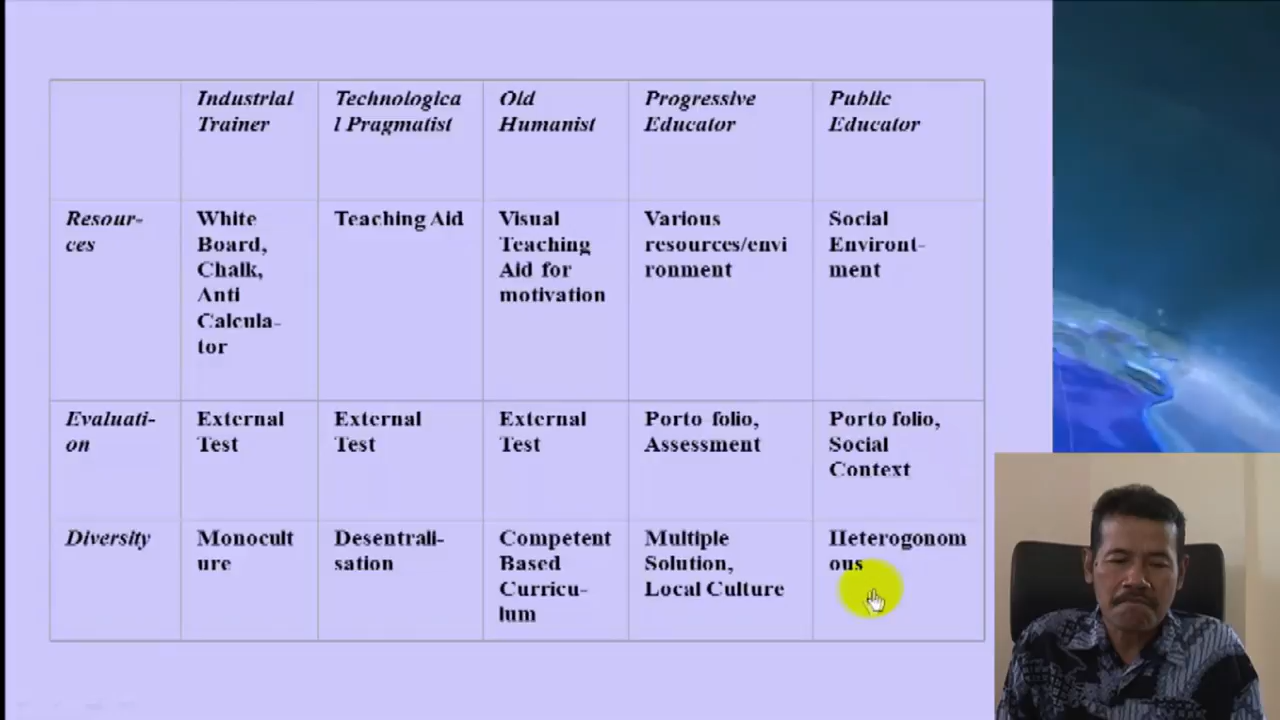 Industrial
Trainer
Technologica
l Pragmatist
Old
Humanist
Progressive
Educator
Public
Educator
Resour-
ces
White
Board,
Chalk,
Anti
Calcula-
tor
Teaching Aid
Visual
Teaching
Aid for
motivation
Various
resources/envi
ronment
Social
Environt-
ment
Evaluati-
on
External
Test
External
Test
External
Test
Porto folio,
Assessment
Porto folio,
Social
Context
Diversity
Monocult
ure
Desentrali-
sation
Competent
Based
Curricu-
lum
Multiple
Solution,
Local Culture
Heterogonom
ous